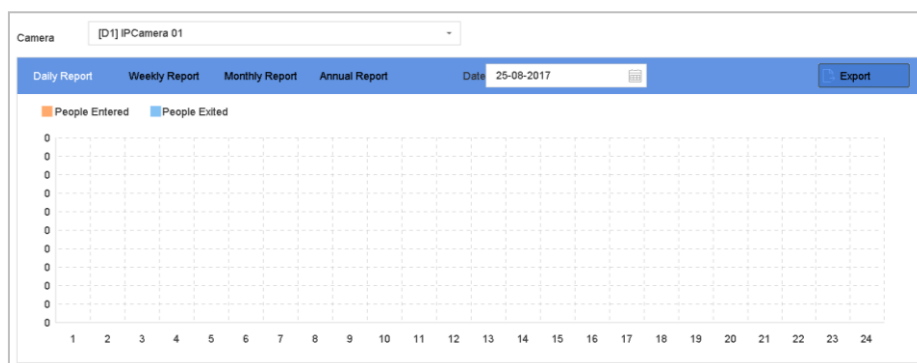 Camera [D1] IPCamera 01
Daily Report Weekly Report Monthly Report Annual Report Date 25-08-2017 Export
People Entered People Exited
0
0
0
0
0
0
0
0
0
0
0
1 2 3 4 5 6 7 8 9 10 11 12 13 14 15 16 17 18 19 20 21 22 23 24